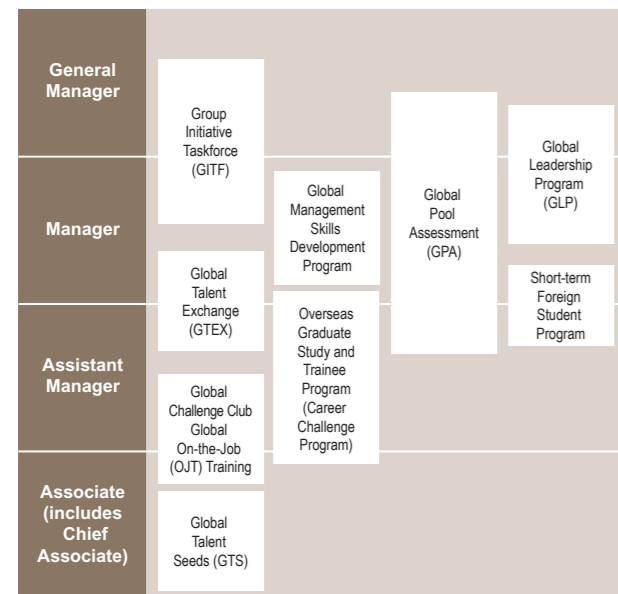 General
Manager
Manager
Assistant
Manager
Associate
(includes
Chief
Associate)
Group
Initiative
Taskforce
(GITF)
Global
Talent
Exchange
(GTEX)
Global
Challenge Club
Global
On-the-Job
(OJT) Training
Global
Talent
Seeds (GTS)
Global
Management
Skills
Development
Program
Overseas
Graduate
Study and
Trainee
Program
(Career
Challenge
Program)
Global
Pool
Assessment
(GPA)
Global
Leadership
Program
(GLP)
Short-term
Foreign
Student
Program